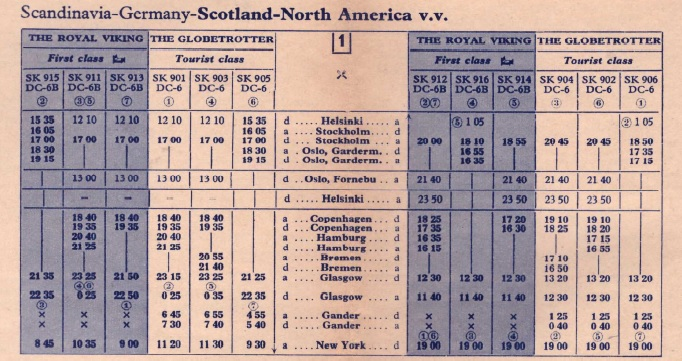 Scandinavia-Germany-Scotland-North America v.v.
THE ROYAL VIKING THE GLOBETROTTER 1 THE ROYAL VIKING THE GLOBETROTTER
First class Tourist class First class Tourist class
SK 915 SK 911 SK 913 SK 901 SK 903 SK 905 SK 912 SK 916 SK 914 SK 904 SK 902 SK 906
DC-6B DC-6B DC-6B DC-6 DC-6 DC-6 DC-6B DC-6B DC-6B DC-6 DC-6 DC-6
② ③⑤ ⑦ ① ④ ⑥ ②⑦ ④ ⑤ ③ ⑥ ①
15 35 12 10 12 10 12 10 12 10 15 35 d ... Helsinki ..... a ⑤ 1 05 ② 1 05
16 05 16 05 a .... Stockholm .... d
17 00 17 00 17 00 17 00 17 00 17 00 d .... Stockholm .... a 20 00 18 10 18 55 20 45 20 45 18 50
18 30 18 30 a .. Oslo, Garderm. . d 16 55 17 35
19 15 19 15 d .. Oslo, Garderm. . a 16 35 17 15
13 00 13 00 13 00 d .. Oslo, Fornebu .. a 21 40 21 40 21 40 21 40
– – – – d .... Helsinki .... a 23 50 23 50 23 50 23 50
18 40 18 40 18 40 18 40 a ... Copenhagen ... d 18 25 17 20 19 10 19 10
19 35 19 35 19 35 19 35 d ... Copenhagen ... a 17 35 16 30 18 25 18 20
20 40 20 40 a .... Hamburg .... d 16 35 17 15
21 25 21 25 d .... Hamburg .... a 16 15 16 55
20 55 a .... Bremen .... d 17 10
21 40 d .... Bremen .... a 16 50
21 35 23 25 21 50 23 15 23 25 21 25 a .... Glasgow .... d 12 30 12 30 12 30 13 20 13 20 13 20
④⑥ ② ⑤
22 35 0 25 22 50 0 25 0 35 22 35 d .... Glasgow .... a 11 40 11 40 11 40 12 30 12 30 12 30
③ ① ⑦
× × × 6 45 6 55 4 55 a .... Gander .... d × × × 1 25 1 25 1 25
× × × 7 30 7 40 5 40 d .... Gander .... a × × × 0 40 0 40 0 40
①⑥ ③ ④ ② ⑤ ⑦
8 45 10 35 9 00 11 20 11 30 9 30 a .... New York .... d 19 00 19 00 19 00 19 00 19 00 19 00